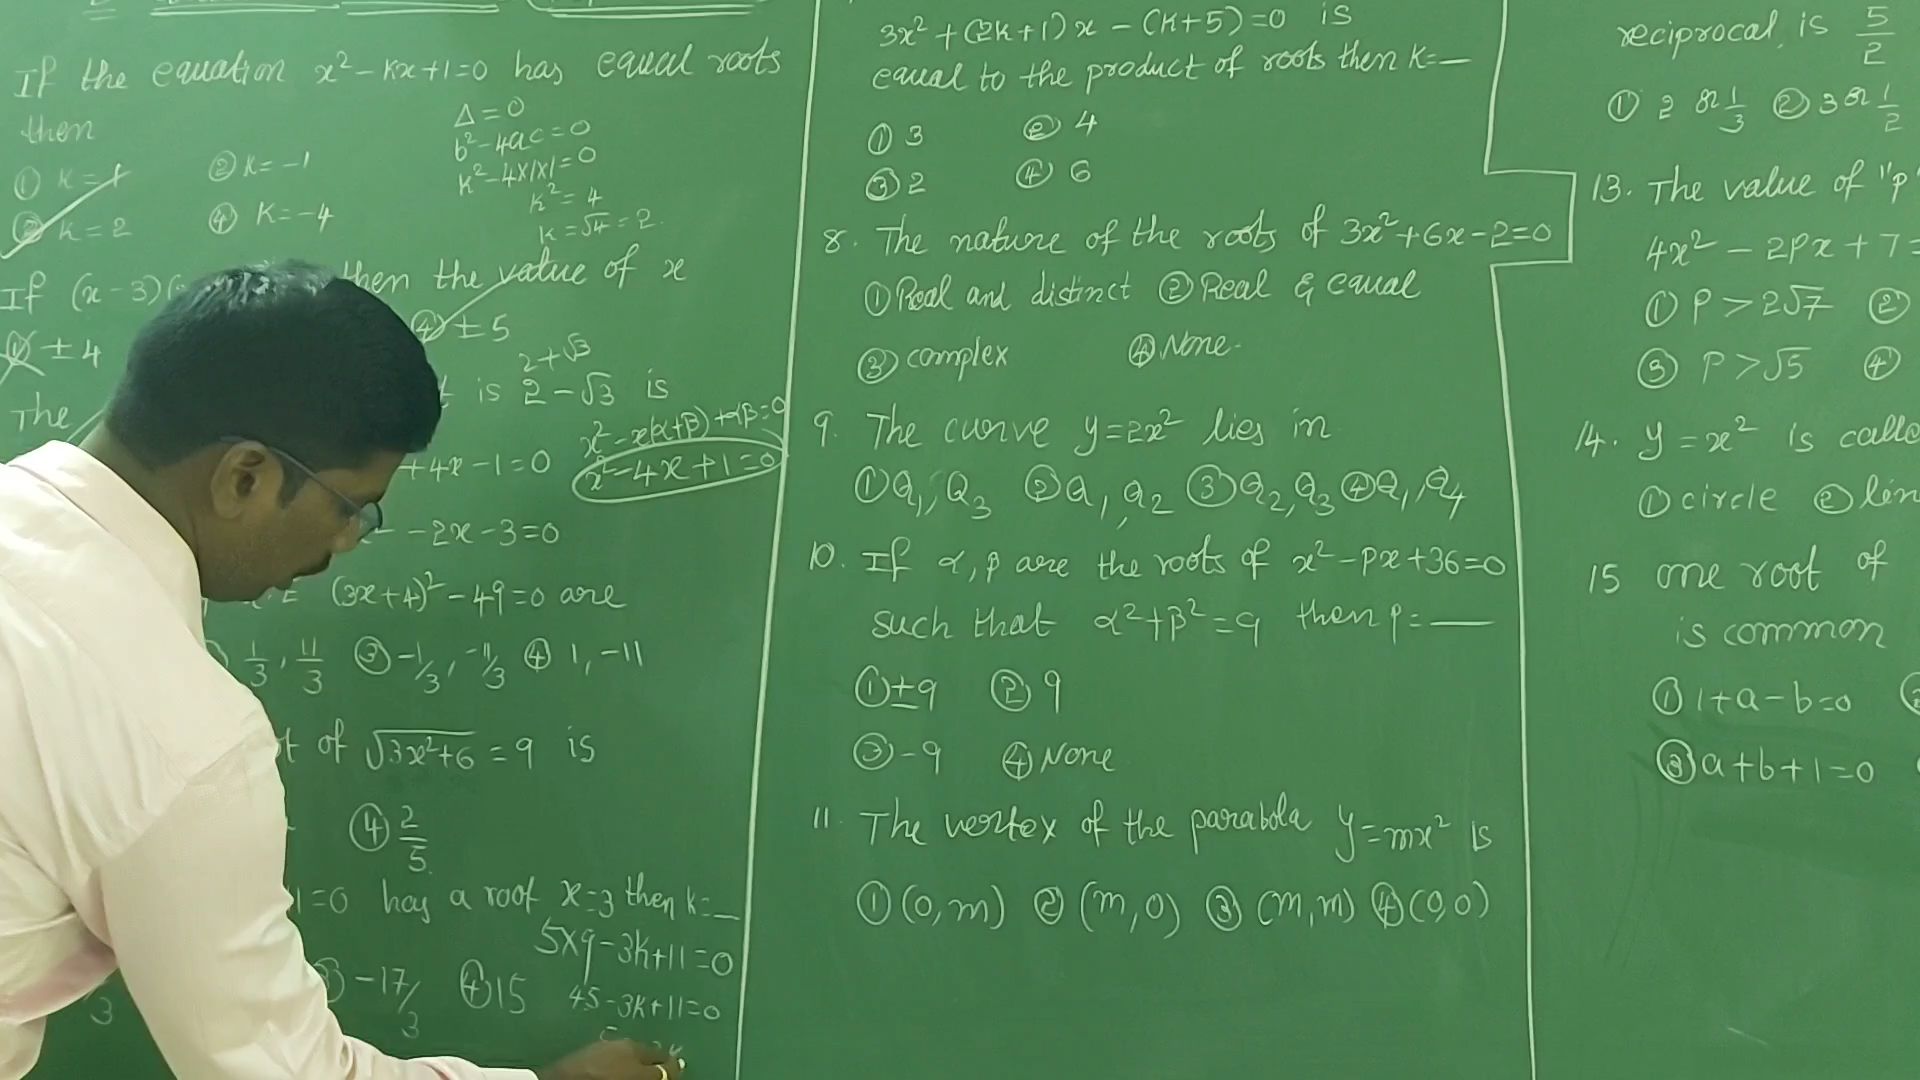 If the equation x² - kx + 1 = 0 has equal roots
then
① k = 1 ② k = -1
③ k = 2 ④ k = -4
Δ = 0
b² - 4ac = 0
k² - 4×1×1 = 0
k² = 4
k = √4 = 2.
If (x - 3)( then the value of x
① ± 4 ④ ± 5
2 + √3
The is 2 - √3 is
x² - x(α+β) + αβ = 0
+ 4x - 1 = 0 x² - 4x + 1 = 0
- 2x - 3 = 0
(3x + 4)² - 49 = 0 are
1/3, 11/3 ③ -1/3, -11/3 ④ 1, -11
of √(3x² + 6) = 9 is
④ 2/5
= 0 has a root x = 3 then k = __
5×9 - 3k + 11 = 0
-17/3 ④ 15 45 - 3k + 11 = 0
3
3x² + (2k + 1)x - (k + 5) = 0 is
equal to the product of roots then k = __
① 3 ② 4
③ 2 ④ 6
8. The nature of the roots of 3x² + 6x - 2 = 0
① Real and distinct ② Real & equal
③ complex ④ None.
9. The curve y = 2x² lies in
① Q₁, Q₃ ② Q₁, Q₂ ③ Q₂, Q₃ ④ Q₁, Q₄
10. If α, β are the roots of x² - px + 36 = 0
such that α² + β² = 9 then p = __
① ± 9 ② 9
③ - 9 ④ None
11. The vertex of the parabola y = mx² is
① (0, m) ② (m, 0) ③ (m, m) ④ (0, 0)
reciprocal, is 5/2
① 2 or 1/3 ② 3 or 1/2
13. The value of "p"
4x² - 2px + 7 =
① P > 2√7 ②
③ P > √5 ④
14. y = x² is calle
① circle ② lin
15 one root of
is common
① 1 + a - b = 0
③ a + b + 1 = 0